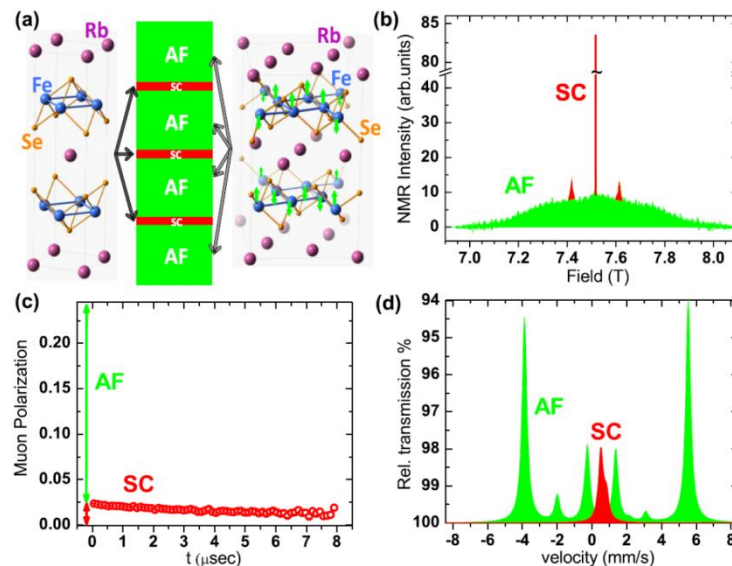 (a)
Rb
Fe
Se
AF
SC
AF
SC
AF
SC
AF
Rb
Fe
Se
(b)
85
80
40
30
20
10
0
NMR Intensity (arb.units)
SC
~
AF
7.0 7.2 7.4 7.6 7.8 8.0
Field (T)
(c)
0.20
0.15
0.10
0.05
0.00
Muon Polarization
AF
SC
0 1 2 3 4 5 6 7 8
t (μsec)
(d)
94
95
96
97
98
99
100
Rel. transmission %
AF
SC
-8 -6 -4 -2 0 2 4 6 8
velocity (mm/s)